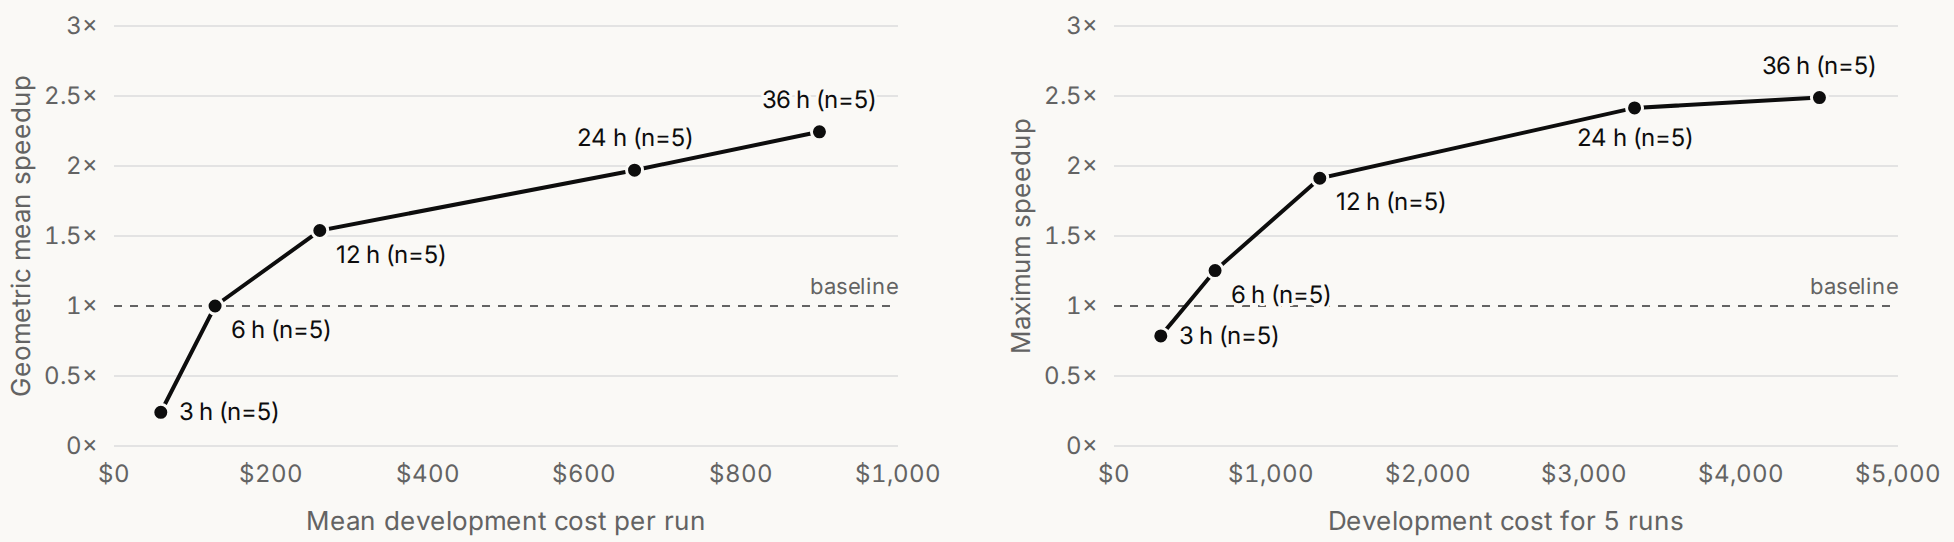 3×
2.5×
2×
1.5×
1×
0.5×
0×
Geometric mean speedup
36 h (n=5)
24 h (n=5)
12 h (n=5)
baseline
6 h (n=5)
3 h (n=5)
$0
$200
$400
$600
$800
$1,000
Mean development cost per run
3×
2.5×
2×
1.5×
1×
0.5×
0×
Maximum speedup
36 h (n=5)
24 h (n=5)
12 h (n=5)
baseline
6 h (n=5)
3 h (n=5)
$0
$1,000
$2,000
$3,000
$4,000
$5,000
Development cost for 5 runs